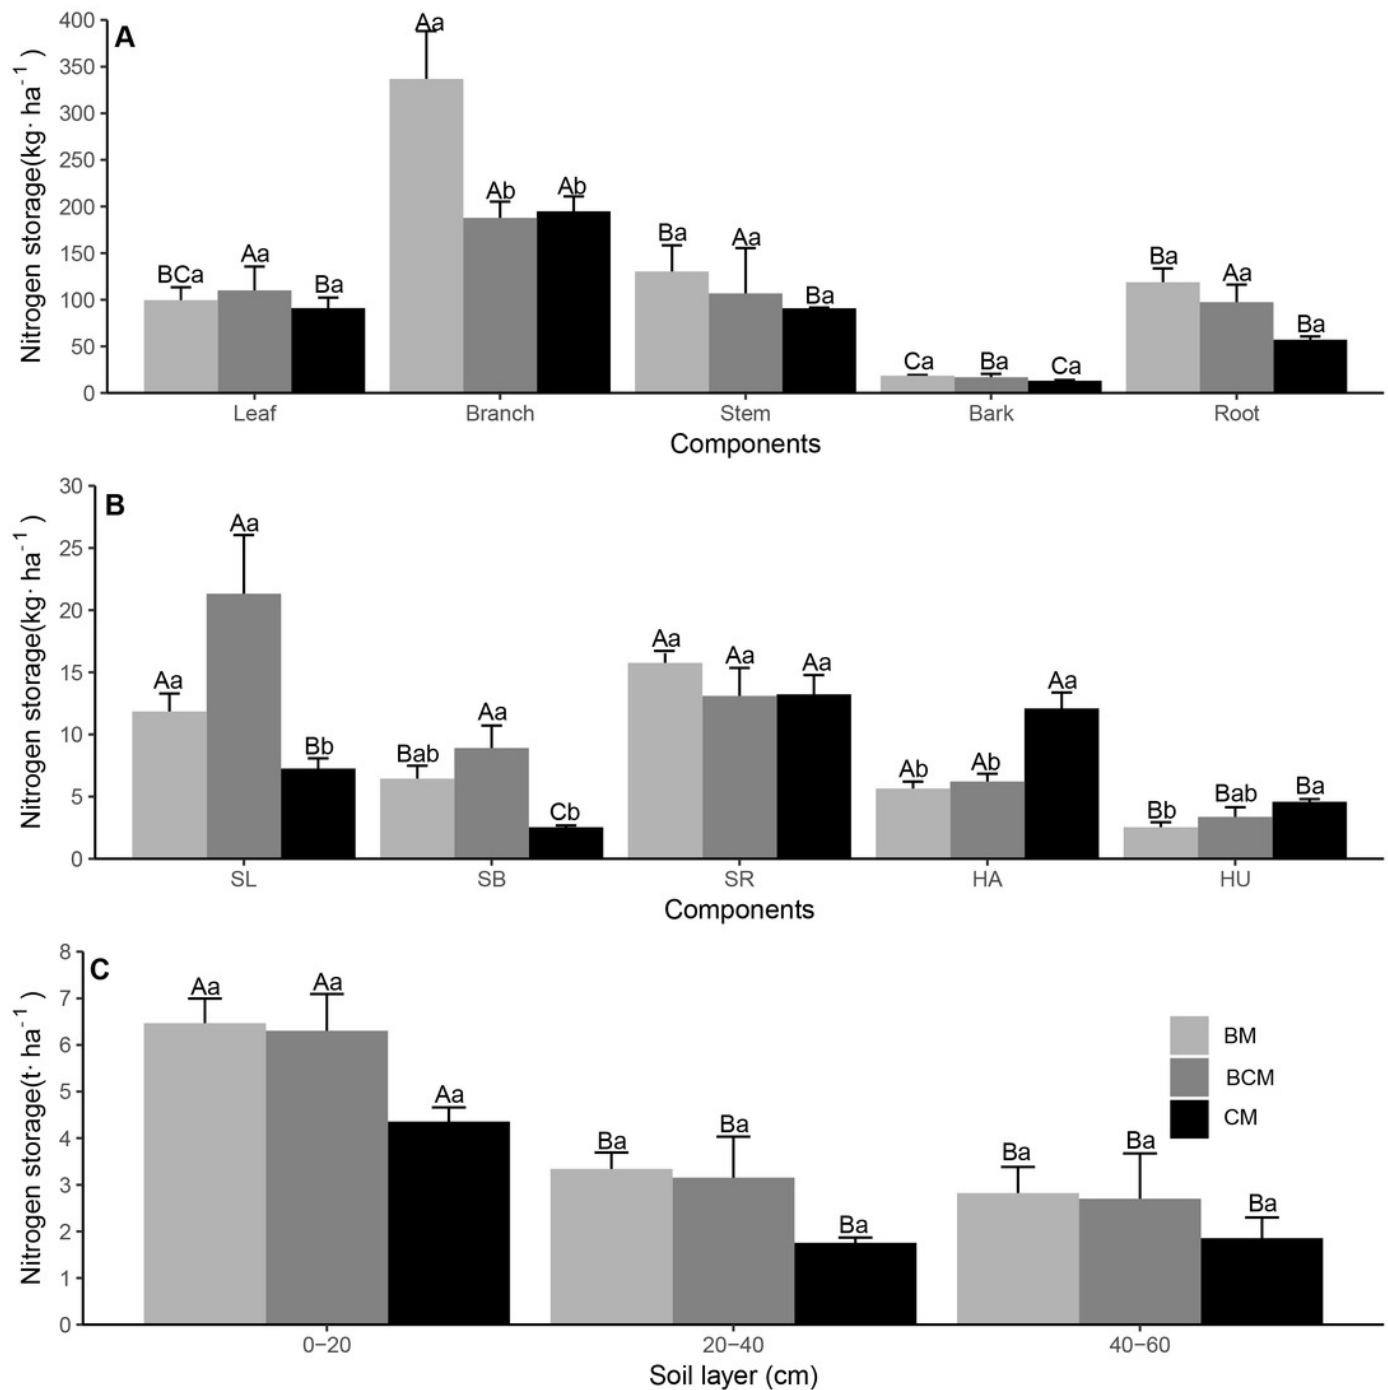 A
Nitrogen storage(kg· ha⁻¹ )
400
350
300
250
200
150
100
50
0
BCa Aa Ba
Aa Ab Ab
Ba Aa Ba
Ca Ba Ca
Ba Aa Ba
Leaf Branch Stem Bark Root
Components
B
Nitrogen storage(kg· ha⁻¹ )
30
25
20
15
10
5
0
Aa Aa Bb
Bab Aa Cb
Aa Aa Aa
Ab Ab Aa
Bb Bab Ba
SL SB SR HA HU
Components
C
Nitrogen storage(t· ha⁻¹ )
8
7
6
5
4
3
2
1
0
Aa Aa Aa
Ba Ba Ba
Ba Ba Ba
BM
BCM
CM
0−20 20−40 40−60
Soil layer (cm)